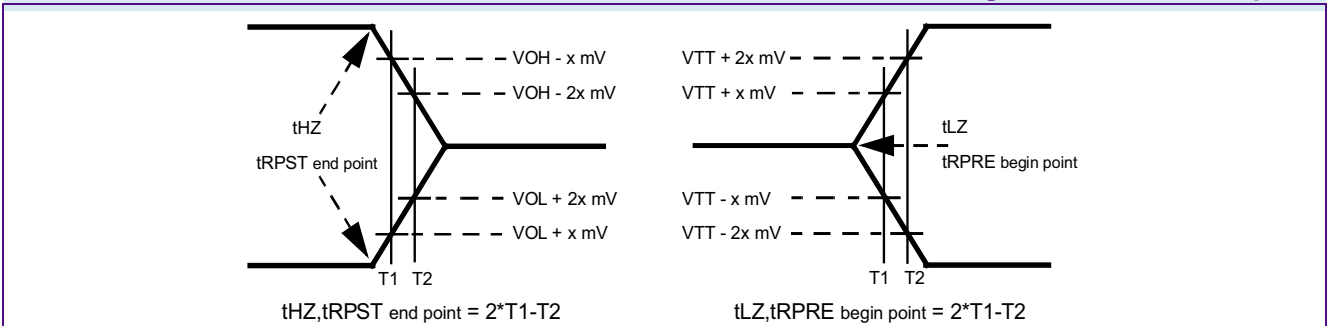 VOH - x mV
VOH - 2x mV
tHZ
tRPST end point
VOL + 2x mV
VOL + x mV
T1 T2
tHZ,tRPST end point = 2*T1-T2
VTT + 2x mV
VTT + x mV
tLZ
tRPRE begin point
VTT - x mV
VTT - 2x mV
T1 T2
tLZ,tRPRE begin point = 2*T1-T2